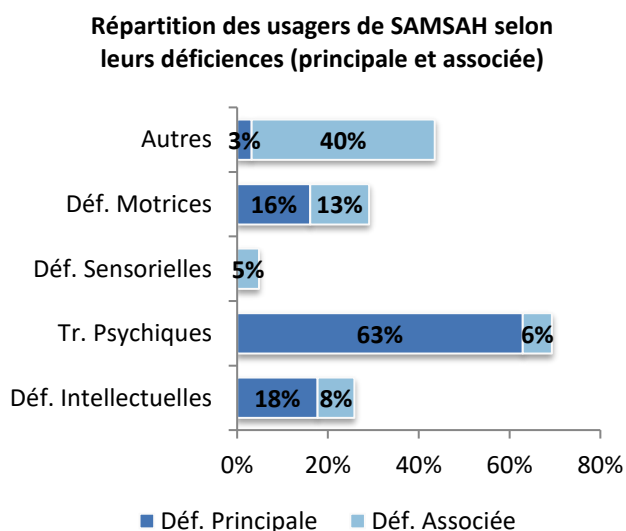 Répartition des usagers de SAMSAH selon
leurs déficiences (principale et associée)
Autres
3%
40%
Déf. Motrices
16%
13%
Déf. Sensorielles
5%
Tr. Psychiques
63%
6%
Déf. Intellectuelles
18%
8%
0%
20%
40%
60%
80%
Déf. Principale
Déf. Associée